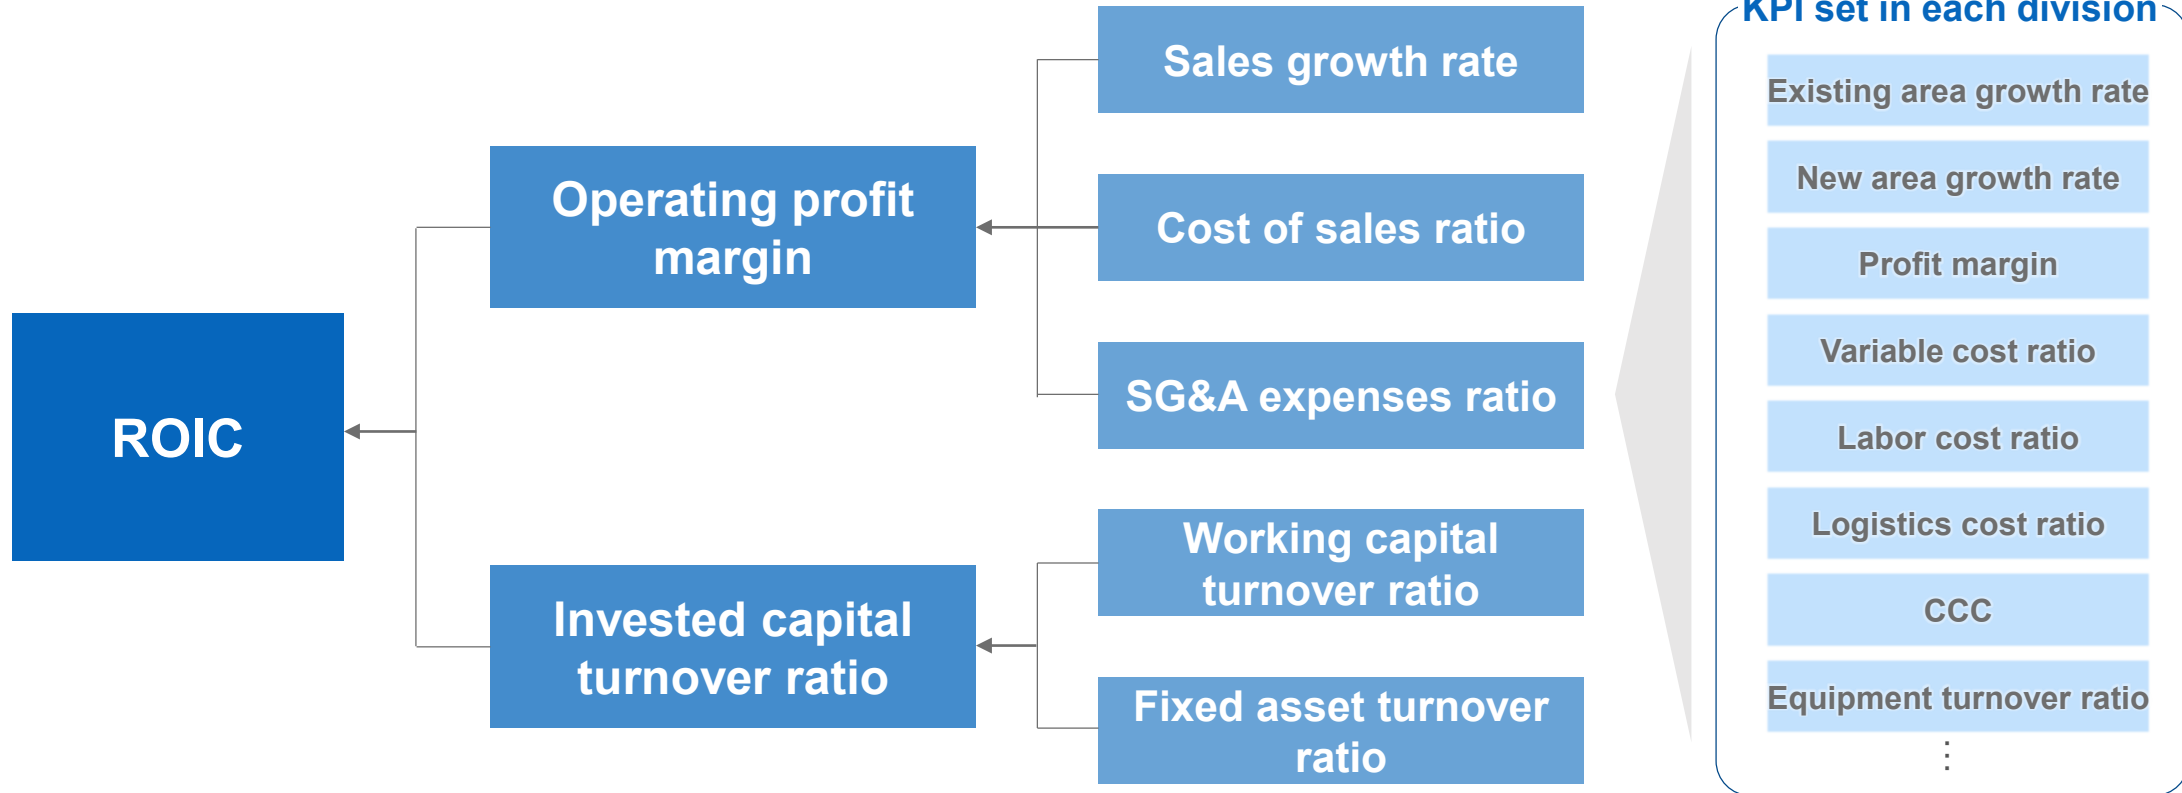 ROIC
Operating profit
margin
Invested capital
turnover ratio
Sales growth rate
Cost of sales ratio
SG&A expenses ratio
Working capital
turnover ratio
Fixed asset turnover
ratio
KPI set in each division
Existing area growth rate
New area growth rate
Profit margin
Variable cost ratio
Labor cost ratio
Logistics cost ratio
CCC
Equipment turnover ratio
⋮